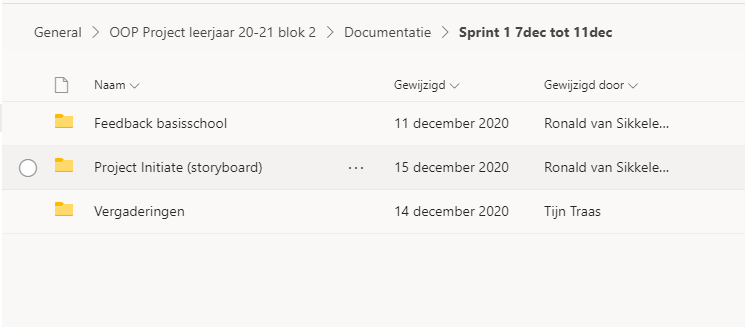 General > OOP Project leerjaar 20-21 blok 2 > Documentatie > Sprint 1 7dec tot 11dec
Naam Gewijzigd Gewijzigd door
Feedback basisschool 11 december 2020 Ronald van Sikkele...
Project Initiate (storyboard) ... 15 december 2020 Ronald van Sikkele...
Vergaderingen 14 december 2020 Tijn Traas